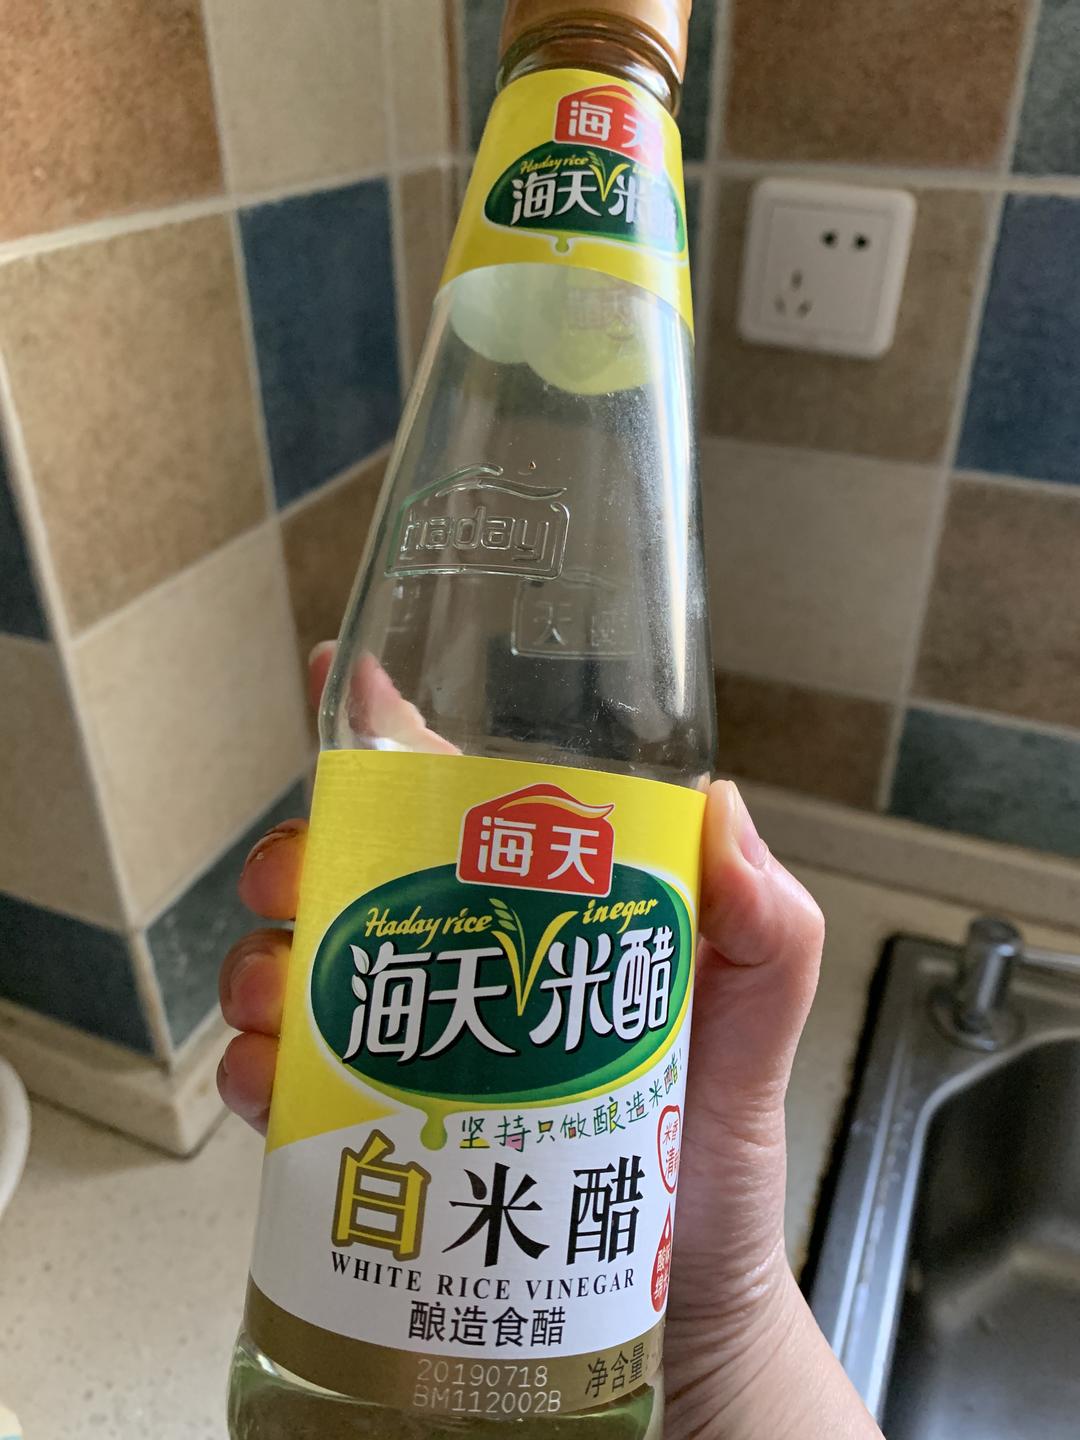 海天
Haday rice
海天米醋
haday
海天
Haday rice Vinegar
海天米醋
坚持只做酿造米醋!
米香
白米醋
WHITE RICE VINEGAR
酿造食醋
20190718
净含量:
BM112002B